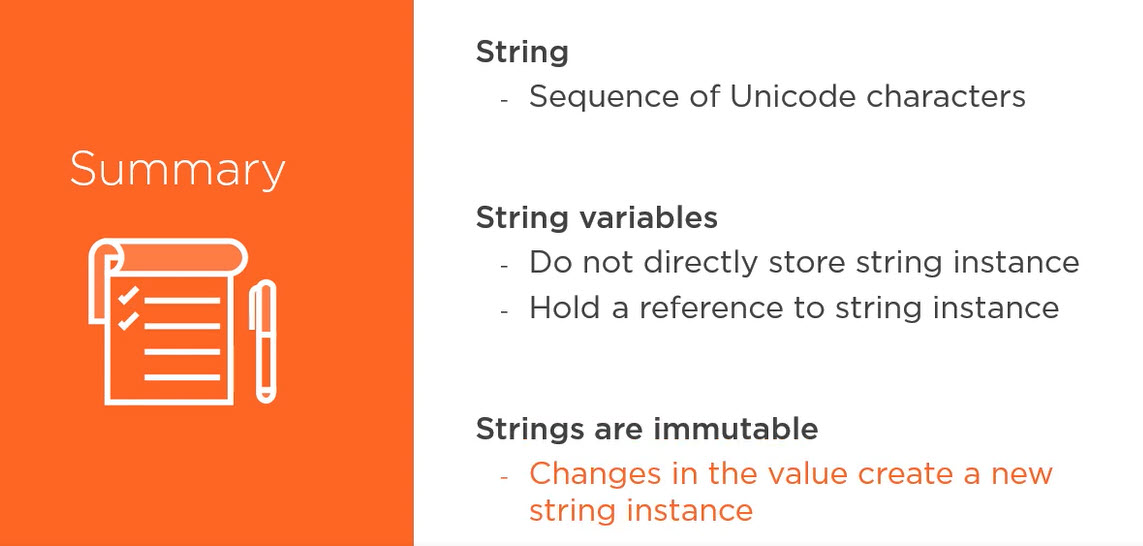 Summary
String
- Sequence of Unicode characters
String variables
- Do not directly store string instance
- Hold a reference to string instance
Strings are immutable
- Changes in the value create a new
string instance